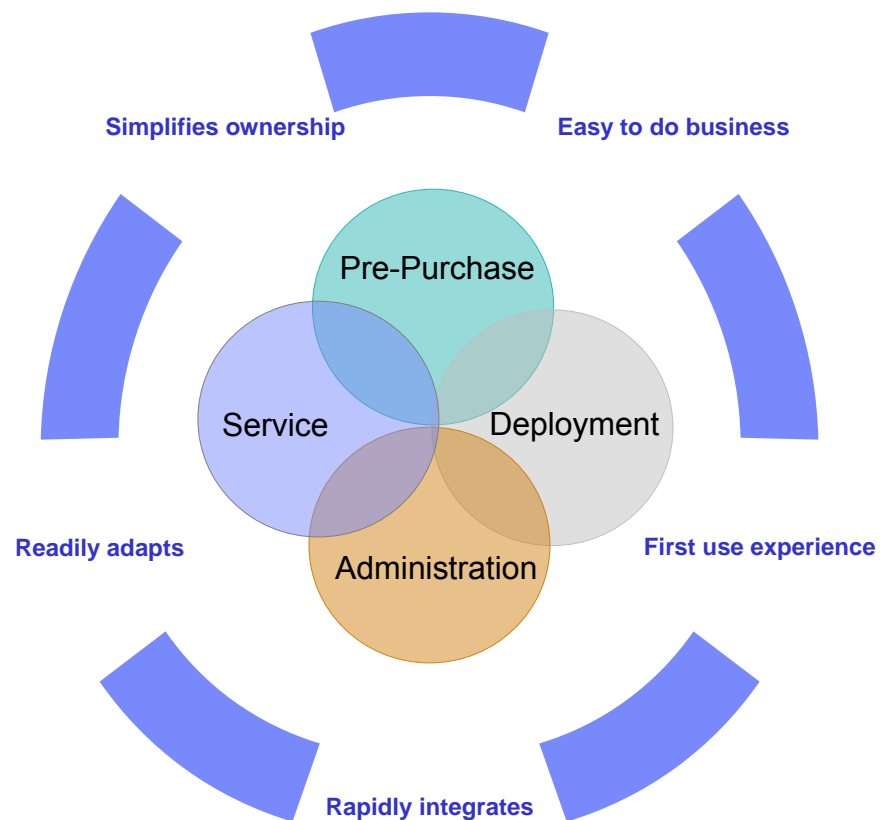 Simplifies ownership
Easy to do business
Pre-Purchase
Service
Deployment
Readily adapts
First use experience
Administration
Rapidly integrates